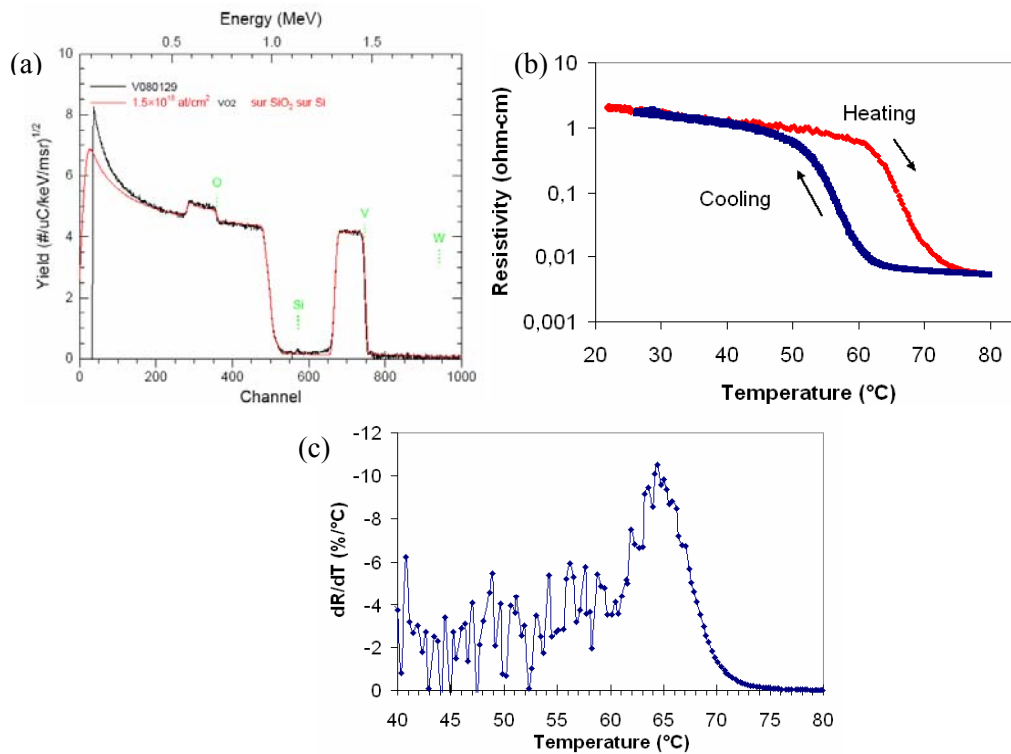 (a)
Energy (MeV)
0.5 1.0 1.5
10
8
6
4
2
0
Yield (#/uC/keV/msr)^1/2
V080129
1.5×10^18 at/cm² VO2 sur SiO₂ sur Si
O
V
W
Si
0 200 400 600 800 1000
Channel
(b)
10
1
0,1
0,01
0,001
Resistivity (ohm-cm)
Heating
Cooling
20 30 40 50 60 70 80
Temperature (°C)
(c)
-12
-10
-8
-6
-4
-2
0
dR/dT (%/°C)
40 45 50 55 60 65 70 75 80
Temperature (°C)